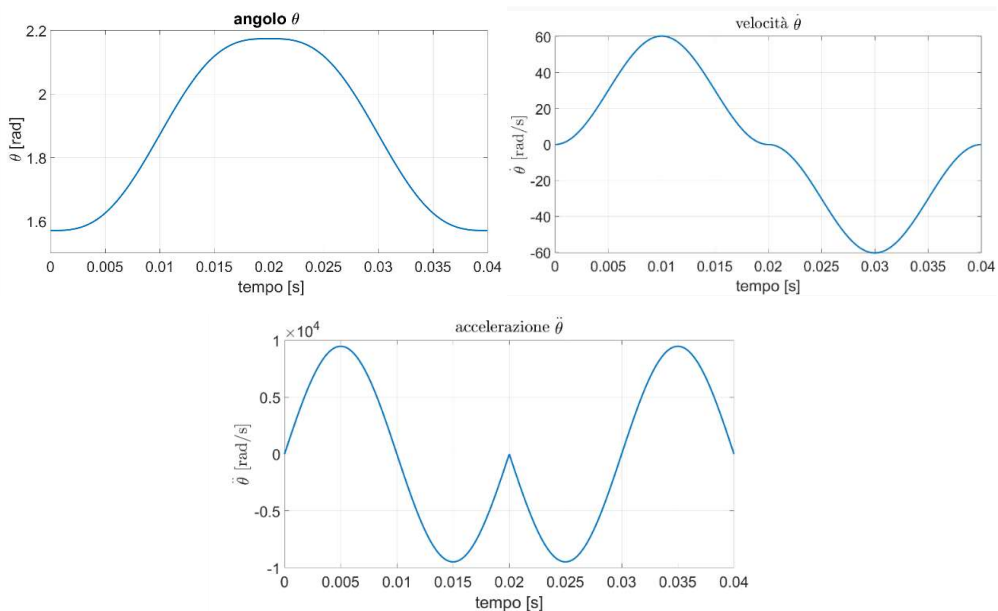 angolo θ
2.2
2
1.8
1.6
θ [rad]
0 0.005 0.01 0.015 0.02 0.025 0.03 0.035 0.04
tempo [s]
velocità θ̇
60
40
20
0
-20
-40
-60
θ̇ [rad/s]
0 0.005 0.01 0.015 0.02 0.025 0.03 0.035 0.04
tempo [s]
accelerazione θ̈
×10⁴
1
0.5
0
-0.5
-1
θ̈ [rad/s]
0 0.005 0.01 0.015 0.02 0.025 0.03 0.035 0.04
tempo [s]